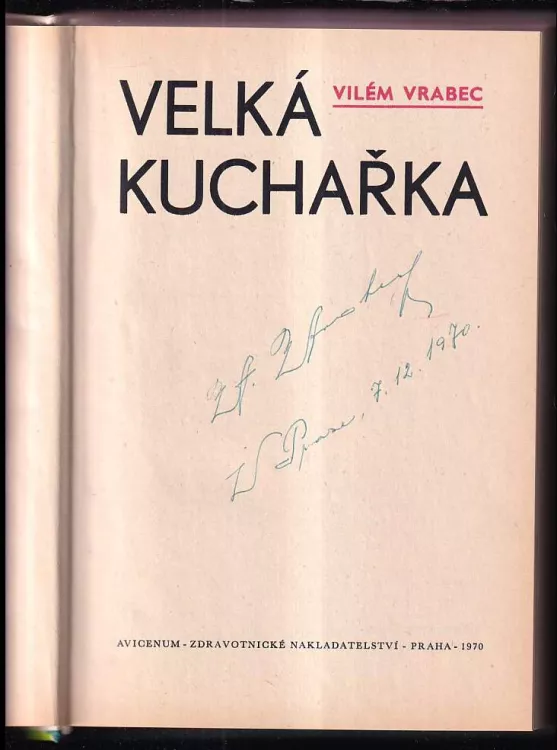 VILÉM VRABEC
VELKÁ
KUCHAŘKA
V Praze, 7.12.1970.
AVICENUM - ZDRAVOTNICKÉ NAKLADATELSTVÍ - PRAHA - 1970